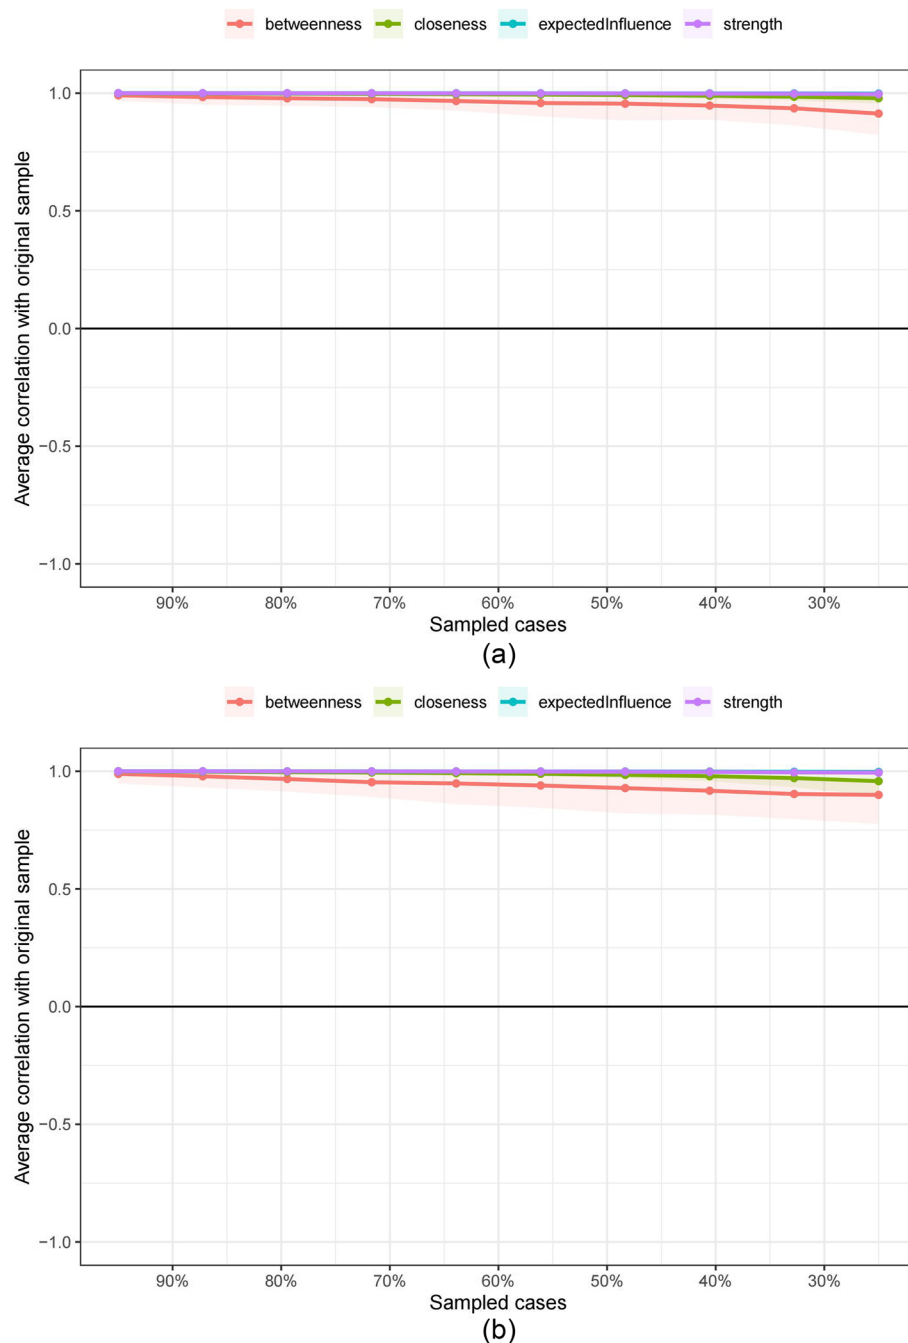 betweenness closeness expectedInfluence strength
1.0
0.5
0.0
−0.5
−1.0
Average correlation with original sample
90% 80% 70% 60% 50% 40% 30%
Sampled cases
(a)
betweenness closeness expectedInfluence strength
1.0
0.5
0.0
−0.5
−1.0
Average correlation with original sample
90% 80% 70% 60% 50% 40% 30%
Sampled cases
(b)